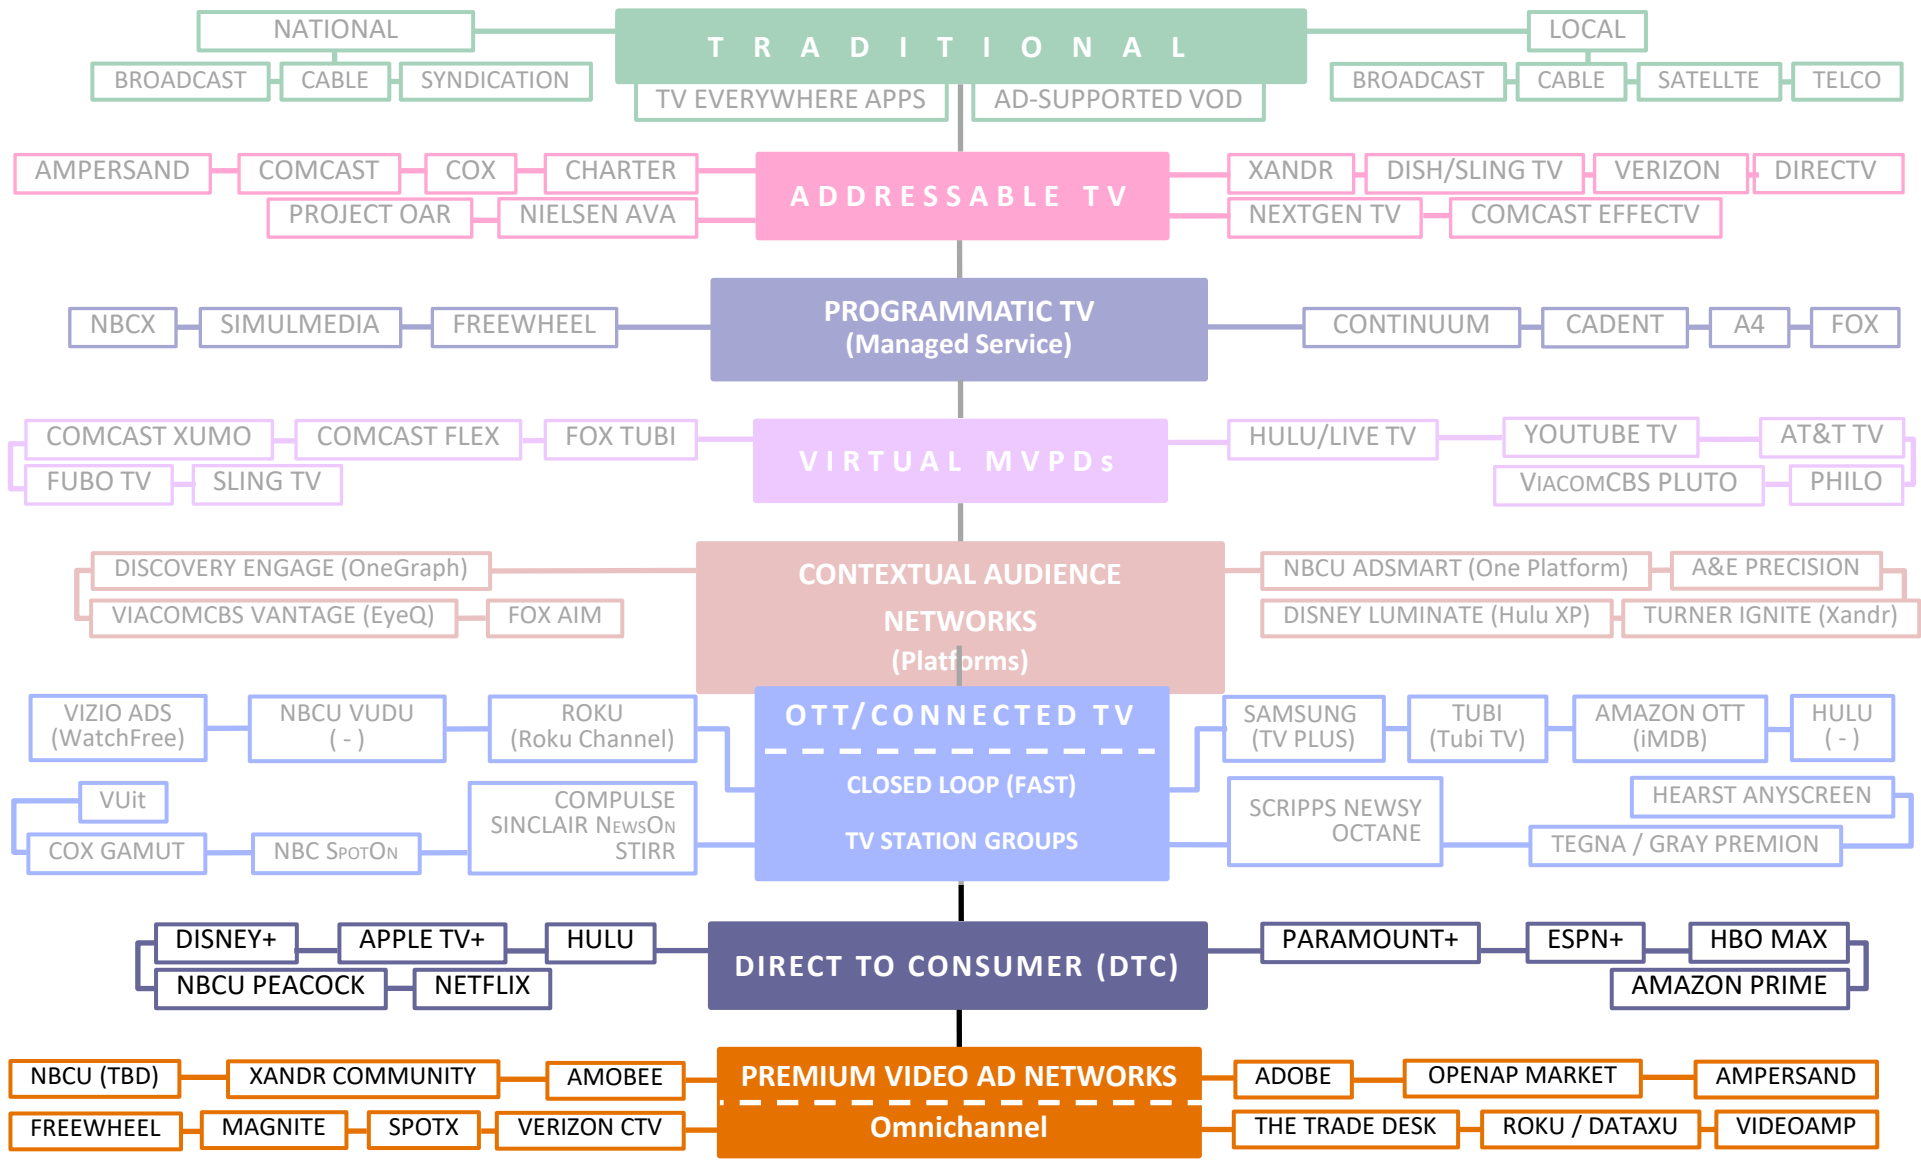 NATIONAL
TRADITIONAL
LOCAL
BROADCAST
CABLE
SYNDICATION
TV EVERYWHERE APPS
AD-SUPPORTED VOD
BROADCAST
CABLE
SATELLTE
TELCO
AMPERSAND
COMCAST
COX
CHARTER
PROJECT OAR
NIELSEN AVA
ADDRESSABLE TV
XANDR
DISH/SLING TV
VERIZON
DIRECTV
NEXTGEN TV
COMCAST EFFECTV
NBCX
SIMULMEDIA
FREEWHEEL
PROGRAMMATIC TV
(Managed Service)
CONTINUUM
CADENT
A4
FOX
COMCAST XUMO
COMCAST FLEX
FOX TUBI
FUBO TV
SLING TV
VIRTUAL MVPDs
HULU/LIVE TV
YOUTUBE TV
AT&T TV
VIACOMCBS PLUTO
PHILO
DISCOVERY ENGAGE (OneGraph)
VIACOMCBS VANTAGE (EyeQ)
FOX AIM
CONTEXTUAL AUDIENCE
NETWORKS
(Platforms)
NBCU ADSMART (One Platform)
A&E PRECISION
DISNEY LUMINATE (Hulu XP)
TURNER IGNITE (Xandr)
VIZIO ADS
(WatchFree)
NBCU VUDU
( - )
ROKU
(Roku Channel)
OTT/CONNECTED TV
CLOSED LOOP (FAST)
SAMSUNG
(TV PLUS)
TUBI
(Tubi TV)
AMAZON OTT
(iMDB)
HULU
( - )
VUit
COX GAMUT
NBC SPOTON
COMPULSE
SINCLAIR NEWSON
STIRR
TV STATION GROUPS
SCRIPPS NEWSY
OCTANE
HEARST ANYSCREEN
TEGNA / GRAY PREMION
DISNEY+
APPLE TV+
HULU
NBCU PEACOCK
NETFLIX
DIRECT TO CONSUMER (DTC)
PARAMOUNT+
ESPN+
HBO MAX
AMAZON PRIME
NBCU (TBD)
XANDR COMMUNITY
AMOBEE
PREMIUM VIDEO AD NETWORKS
ADOBE
OPENAP MARKET
AMPERSAND
FREEWHEEL
MAGNITE
SPOTX
VERIZON CTV
Omnichannel
THE TRADE DESK
ROKU / DATAXU
VIDEOAMP